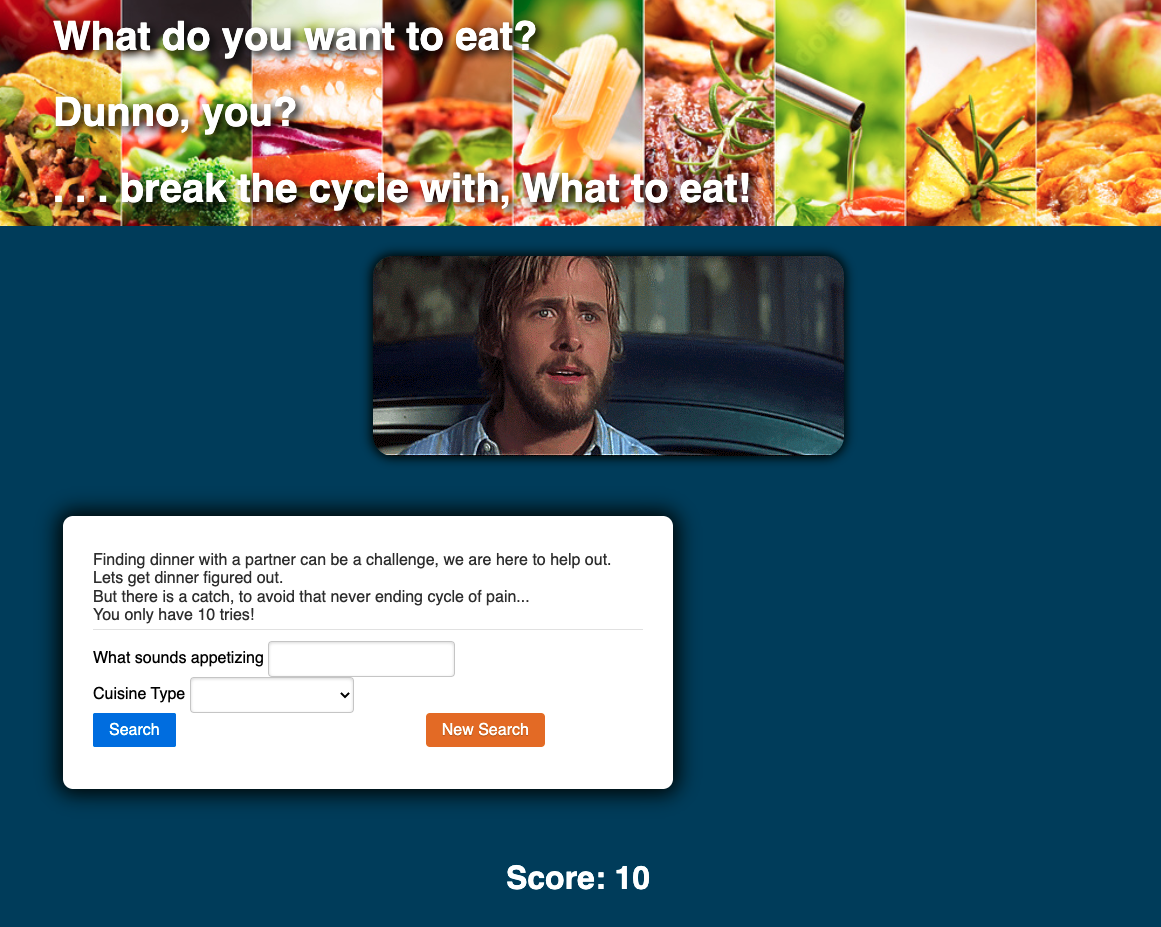 What do you want to eat?
Dunno, you?
. . . break the cycle with, What to eat!
Finding dinner with a partner can be a challenge, we are here to help out.
Lets get dinner figured out.
But there is a catch, to avoid that never ending cycle of pain...
You only have 10 tries!
What sounds appetizing
Cuisine Type
Search New Search
Score: 10